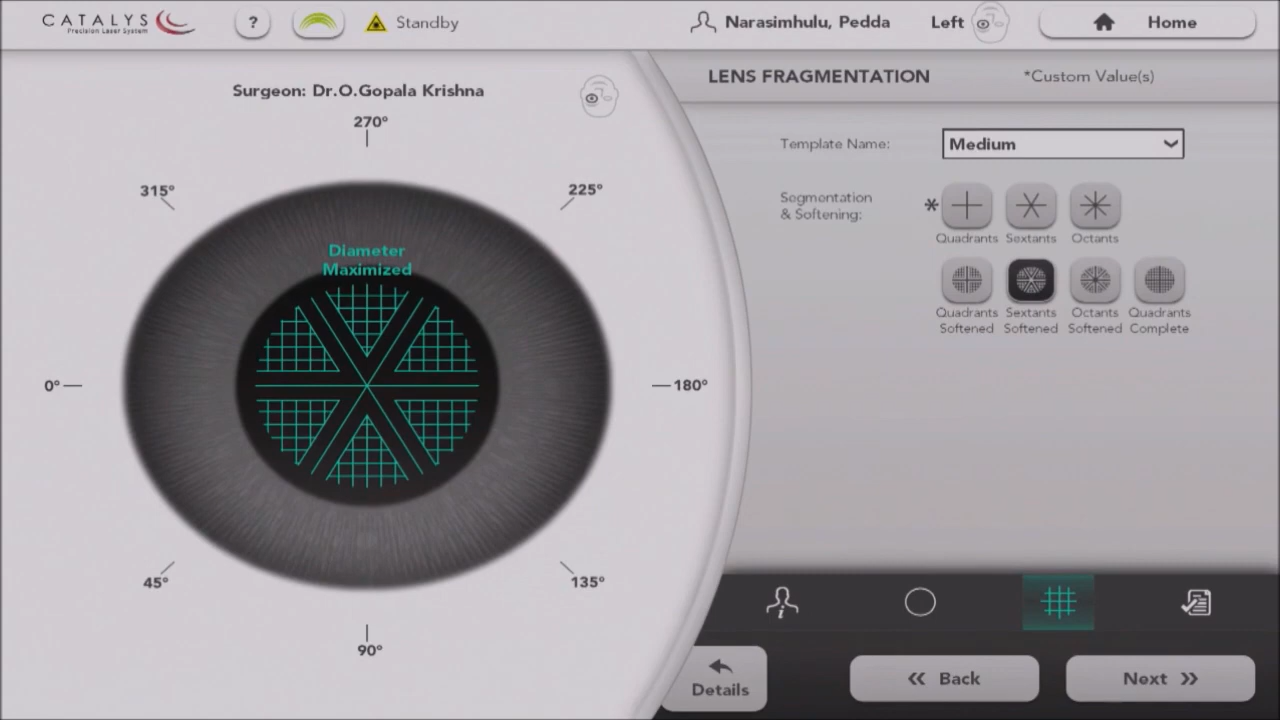 CATALYS
Precision Laser System
?
Standby
Narasimhulu, Pedda
Left
Home
Surgeon: Dr.O.Gopala Krishna
LENS FRAGMENTATION
*Custom Value(s)
Template Name:
Medium
Segmentation
& Softening:
*
Quadrants
Sextants
Octants
Quadrants
Softened
Sextants
Softened
Octants
Softened
Quadrants
Complete
270°
315°
225°
Diameter
Maximized
0°
180°
45°
135°
90°
Details
Back
Next